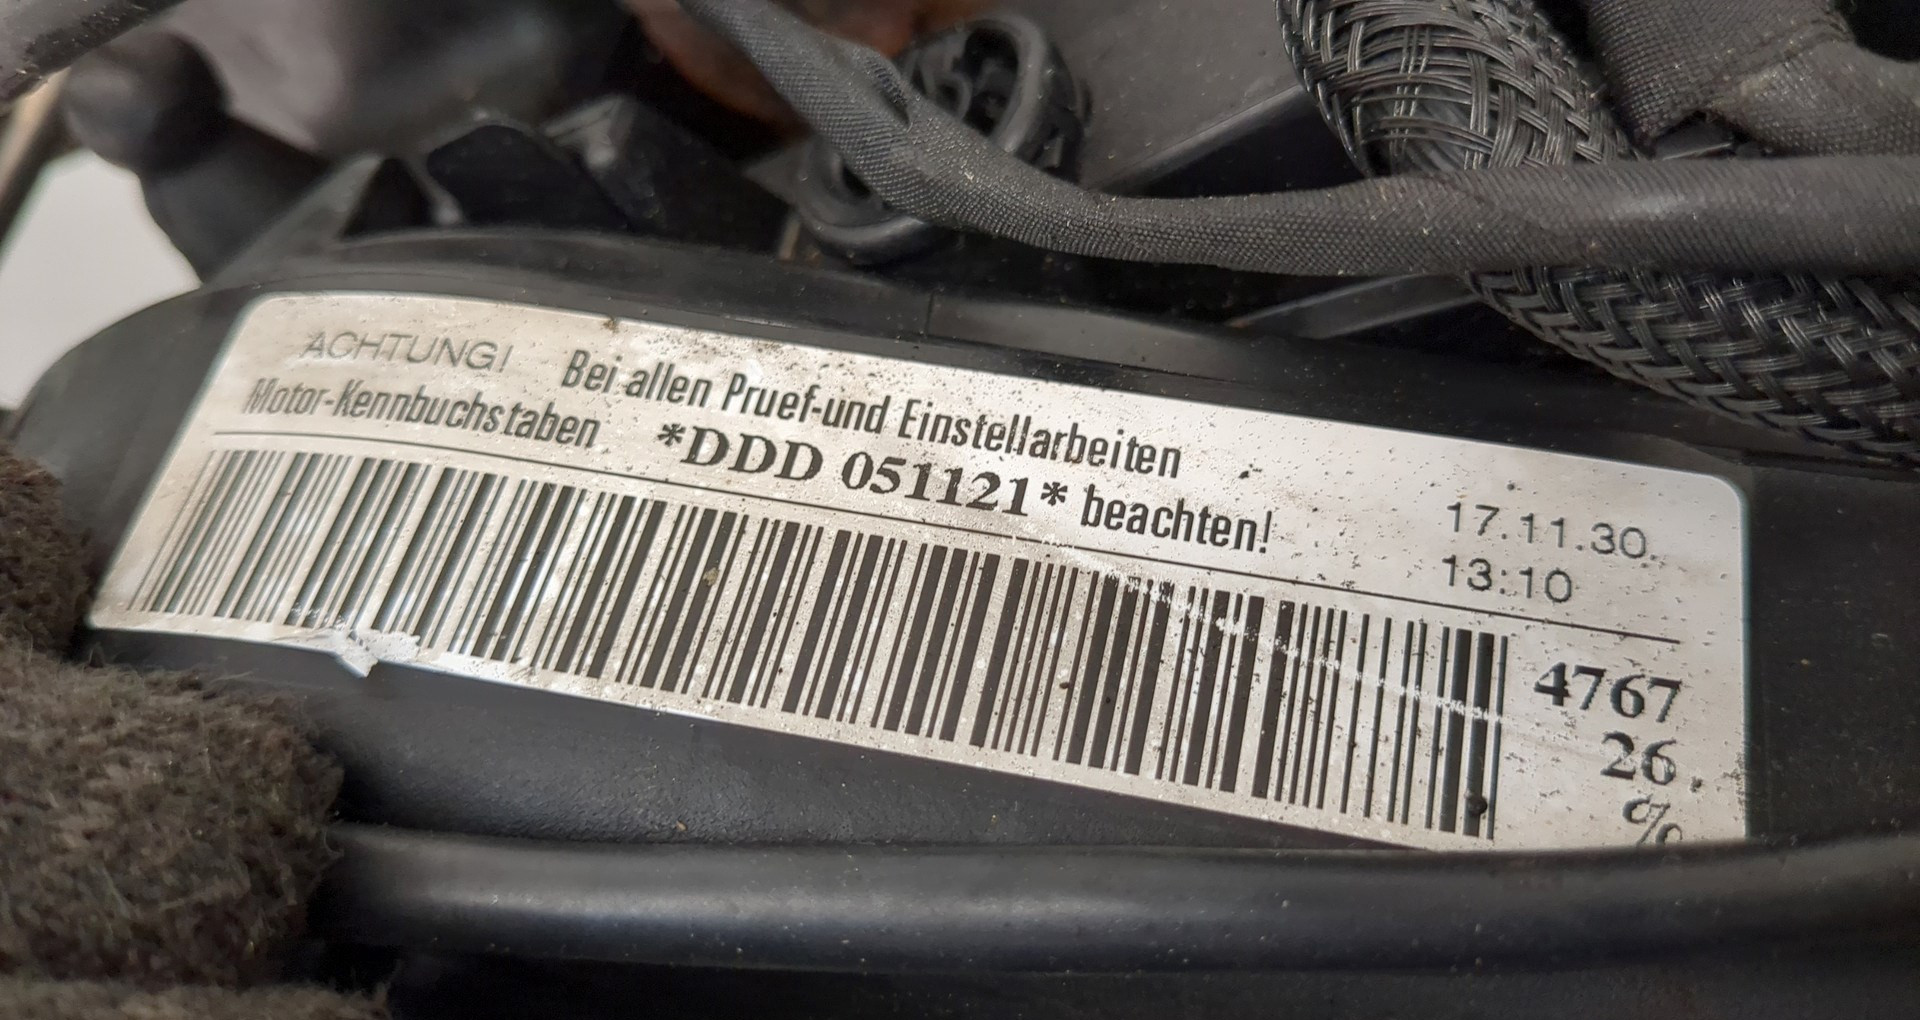 ACHTUNG! Bei allen Pruef-und Einstellarbeiten
Motor-Kennbuchstaben *DDD 051121* beachten!
17.11.30.
13:10
4767
26.
%